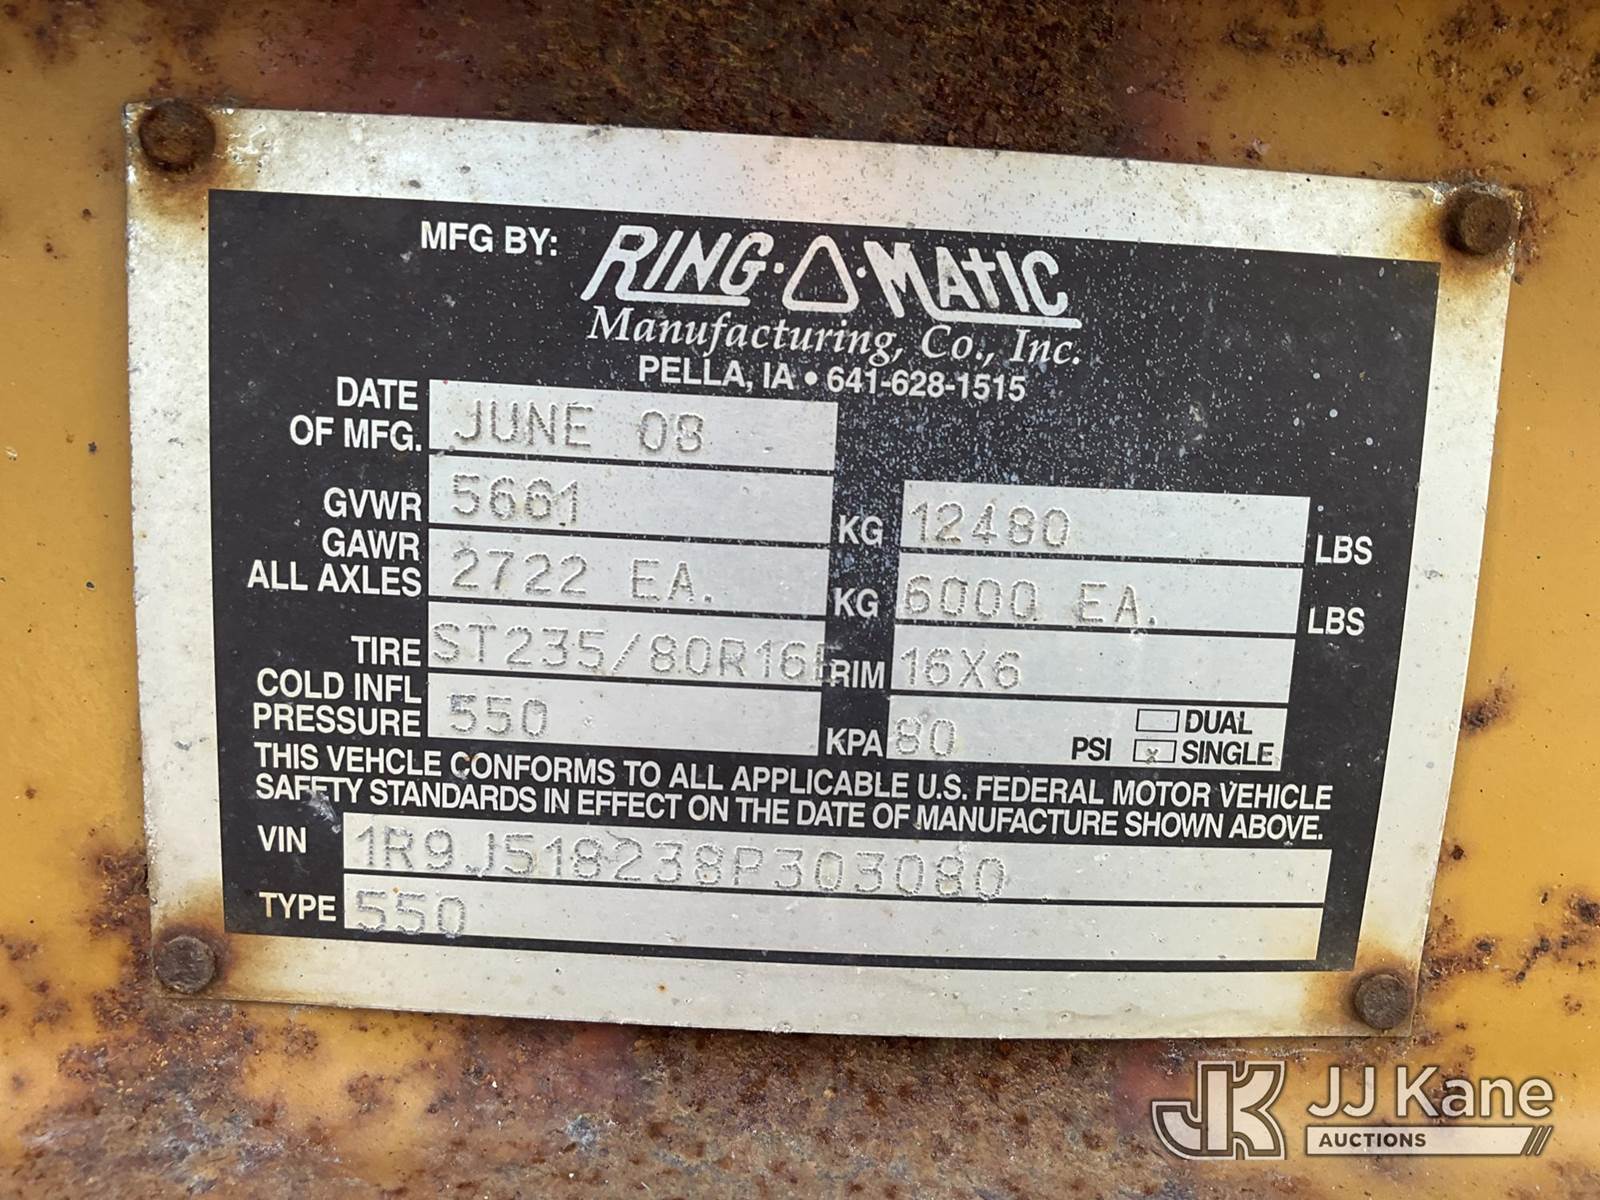 MFG BY: RING·O·MATIC
Manufacturing, Co., Inc.
PELLA, IA • 641-628-1515
DATE OF MFG. JUNE 08
GVWR 5661 KG 12480 LBS
GAWR ALL AXLES 2722 EA. KG 6000 EA. LBS
TIRE ST235/80R16E RIM 16X6
COLD INFL PRESSURE 550 KPA 80 PSI DUAL x SINGLE
THIS VEHCLE CONFORMS TO ALL APPLICABLE U.S. FEDERAL MOTOR VEHICLE
SAFETY STANDARDS IN EFFECT ON THE DATE OF MANUFACTURE SHOWN ABOVE.
VIN 1R9J518238P303080
TYPE 550
JK JJ Kane
AUCTIONS